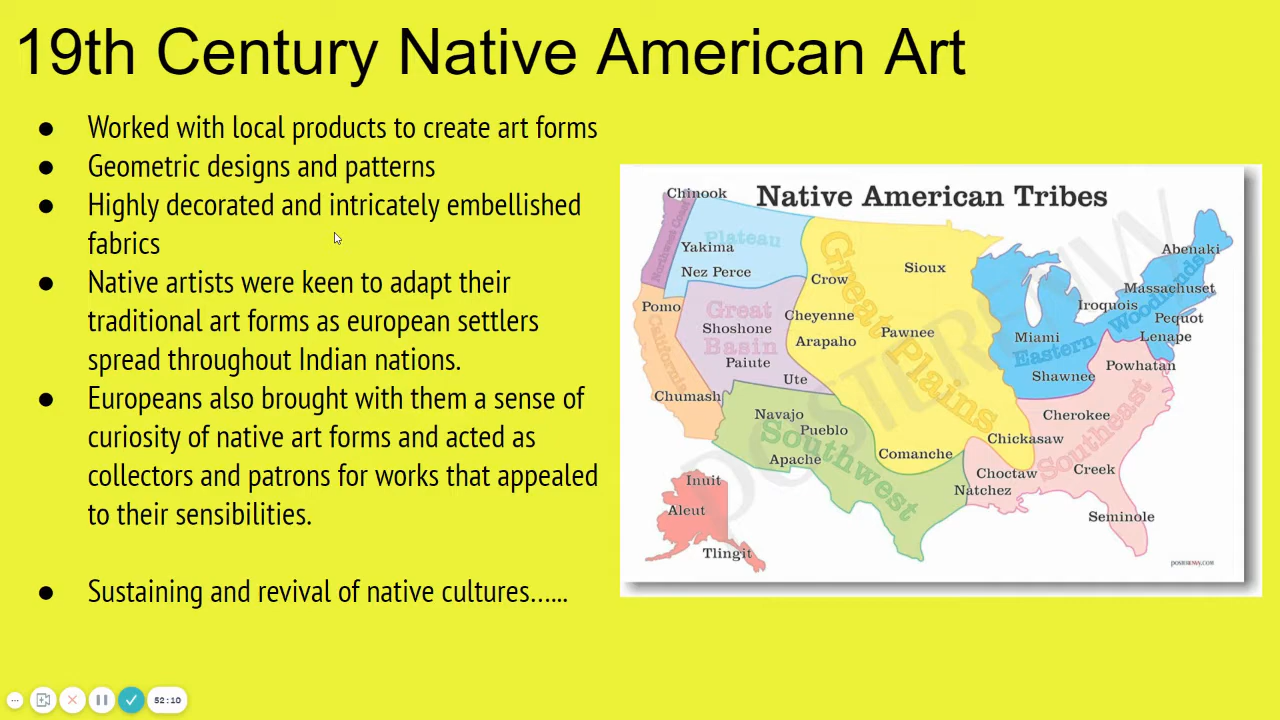 19th Century Native American Art
● Worked with local products to create art forms
● Geometric designs and patterns
● Highly decorated and intricately embellished
fabrics
● Native artists were keen to adapt their
traditional art forms as european settlers
spread throughout Indian nations.
● Europeans also brought with them a sense of
curiosity of native art forms and acted as
collectors and patrons for works that appealed
to their sensibilities.
● Sustaining and revival of native cultures…...
Native American Tribes
Chinook
Northwest Coast
Plateau
Yakima
Nez Perce
Pomo
California
Chumash
Great
Basin
Shoshone
Paiute
Ute
Great Plains
Crow
Sioux
Cheyenne
Pawnee
Arapaho
Comanche
Southwest
Navajo
Pueblo
Apache
Eastern Woodlands
Abenaki
Massachuset
Iroquois
Pequot
Lenape
Miami
Shawnee
Southeast
Powhatan
Cherokee
Chickasaw
Choctaw
Creek
Natchez
Seminole
Inuit
Aleut
Tlingit
POSTERENVY
POSTERENVY.COM
52:10